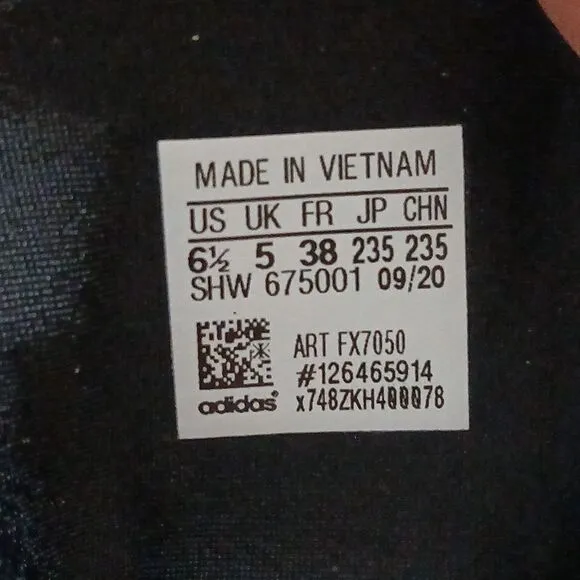 MADE IN VIETNAM
US UK FR JP CHN
6½ 5 38 235 235
SHW 675001 09/20
ART FX7050
#126465914
adidas® x748ZKH400078